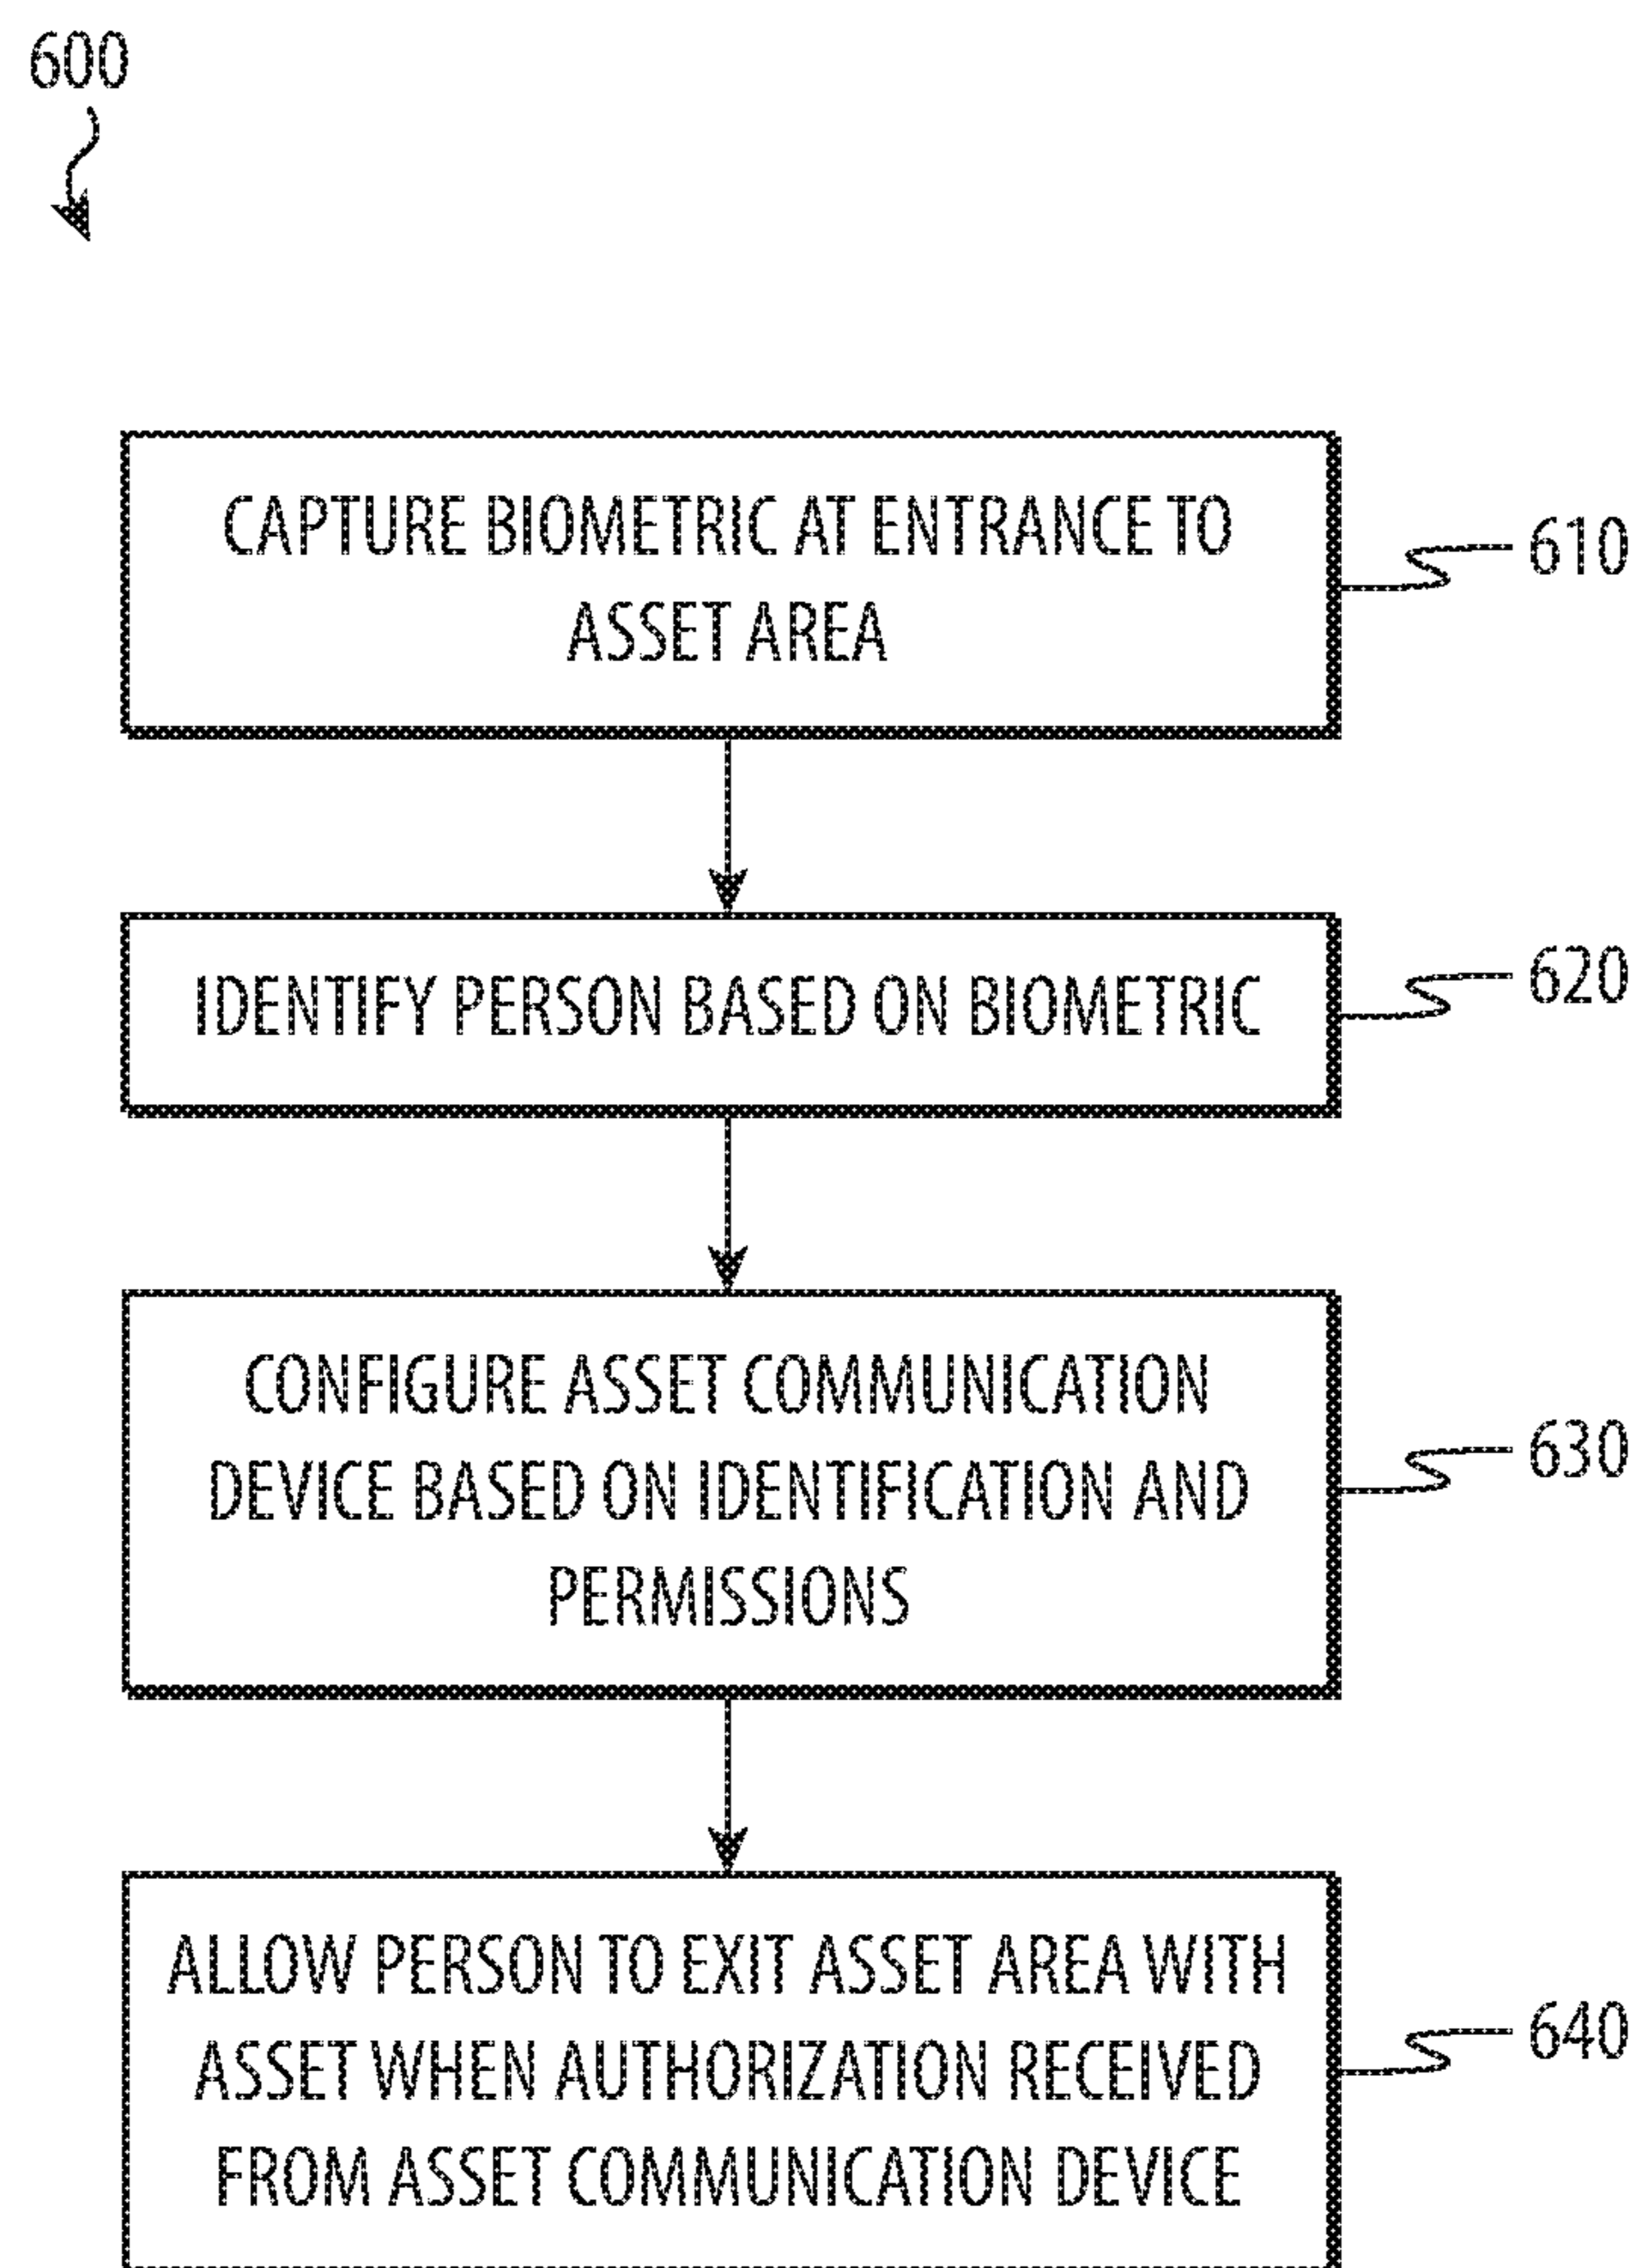 600
CAPTURE BIOMETRIC AT ENTRANCE TO
ASSET AREA
610
IDENTIFY PERSON BASED ON BIOMETRIC
620
CONFIGURE ASSET COMMUNICATION
DEVICE BASED ON IDENTIFICATION AND
PERMISSIONS
630
ALLOW PERSON TO EXIT ASSET AREA WITH
ASSET WHEN AUTHORIZATION RECEIVED
FROM ASSET COMMUNICATION DEVICE
640